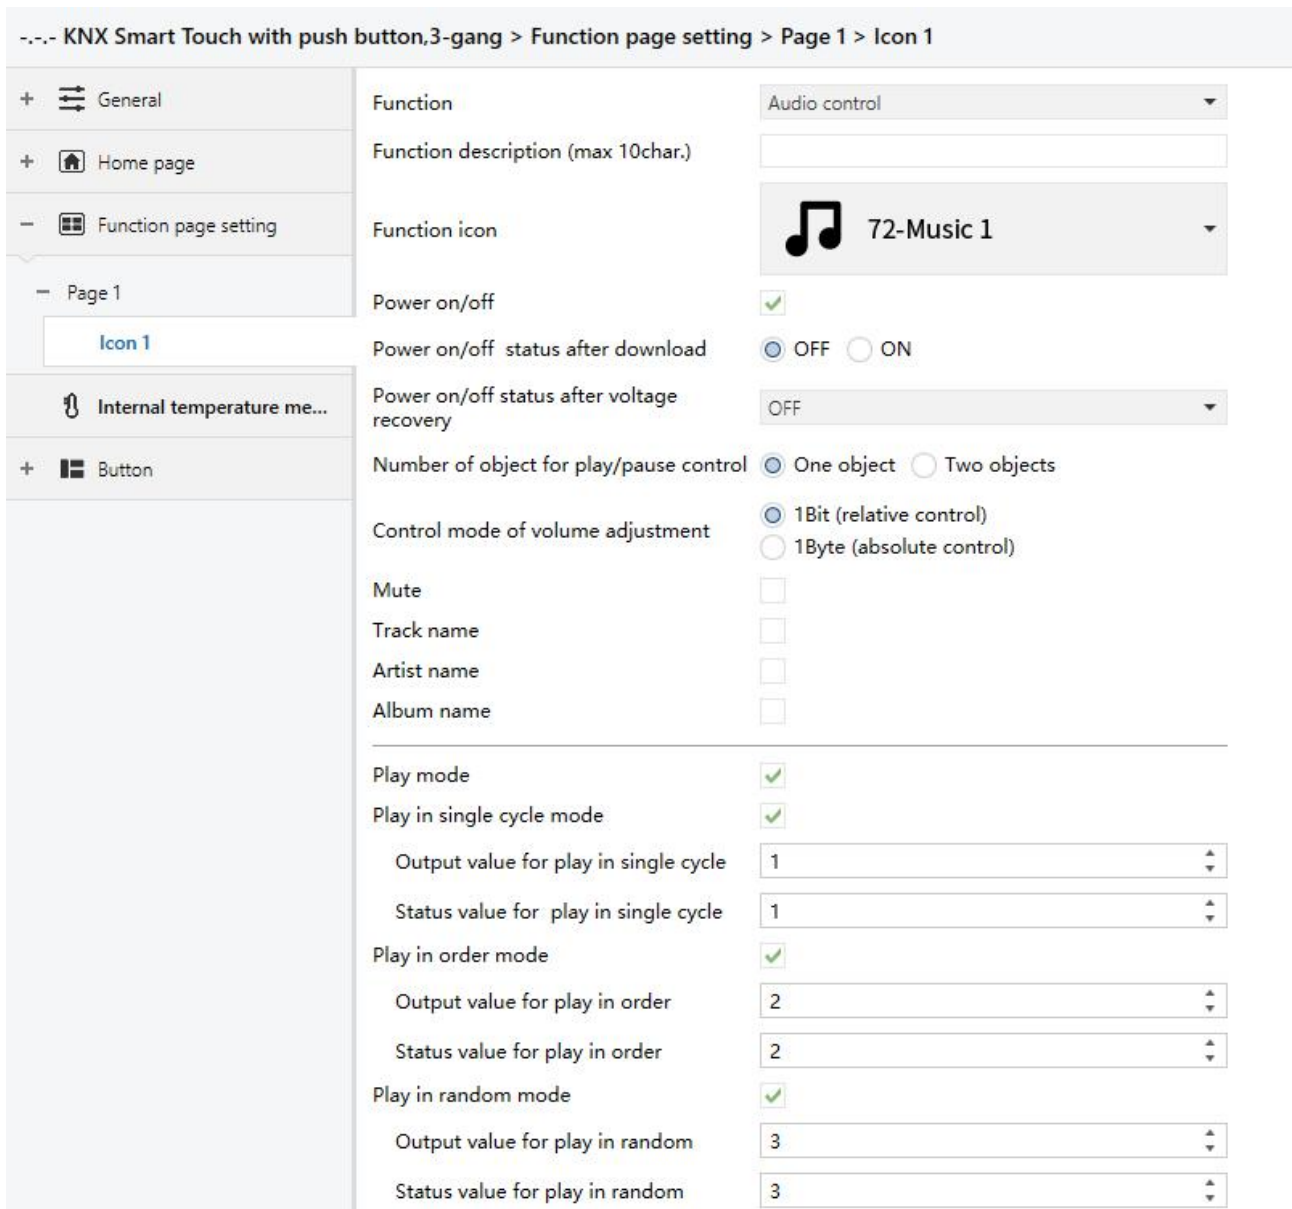 -.-.- KNX Smart Touch with push button,3-gang > Function page setting > Page 1 > Icon 1
+ General
+ Home page
− Function page setting
− Page 1
Icon 1
Internal temperature me...
+ Button
Function Audio control
Function description (max 10char.)
Function icon 72-Music 1
Power on/off
Power on/off  status after download OFF ON
Power on/off status after voltage
recovery OFF
Number of object for play/pause control One object Two objects
Control mode of volume adjustment 1Bit (relative control)
1Byte (absolute control)
Mute
Track name
Artist name
Album name
Play mode
Play in single cycle mode
Output value for play in single cycle 1
Status value for  play in single cycle 1
Play in order mode
Output value for play in order 2
Status value for play in order 2
Play in random mode
Output value for play in random 3
Status value for play in random 3